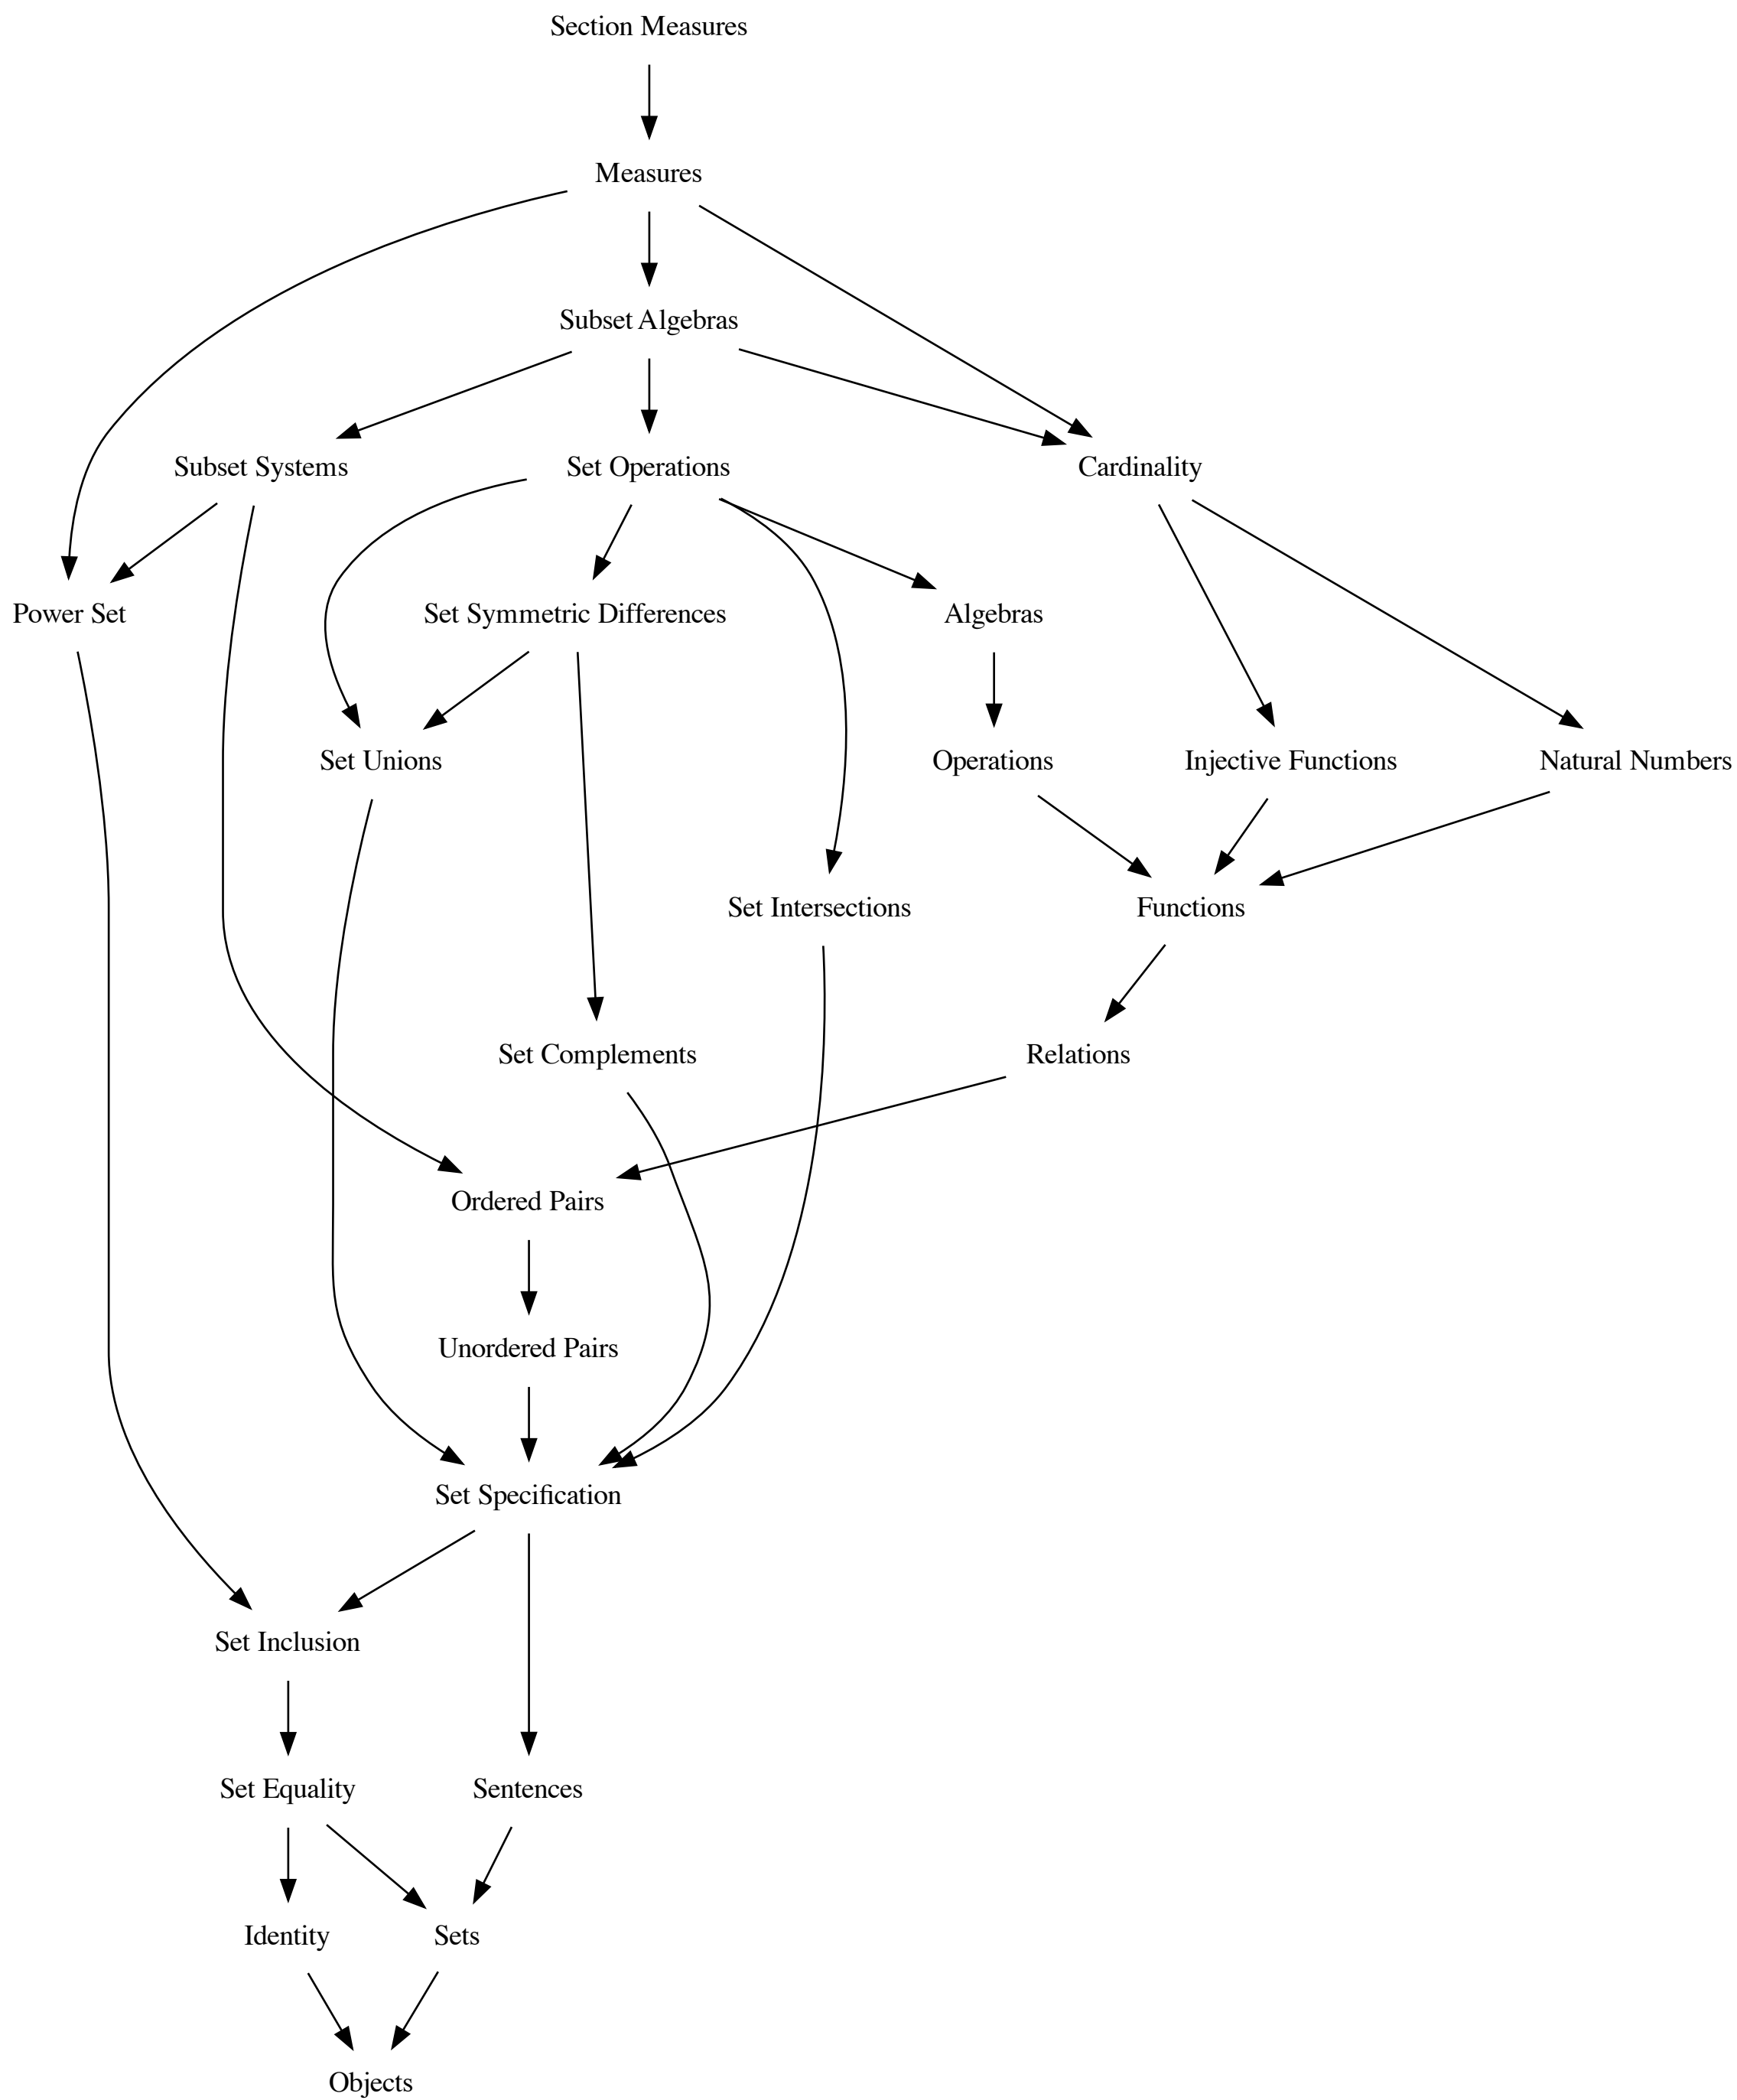 Section Measures
Measures
Subset Algebras
Subset Systems
Set Operations
Cardinality
Power Set
Set Symmetric Differences
Algebras
Set Unions
Operations
Injective Functions
Natural Numbers
Set Intersections
Functions
Set Complements
Relations
Ordered Pairs
Unordered Pairs
Set Specification
Set Inclusion
Set Equality
Sentences
Identity
Sets
Objects